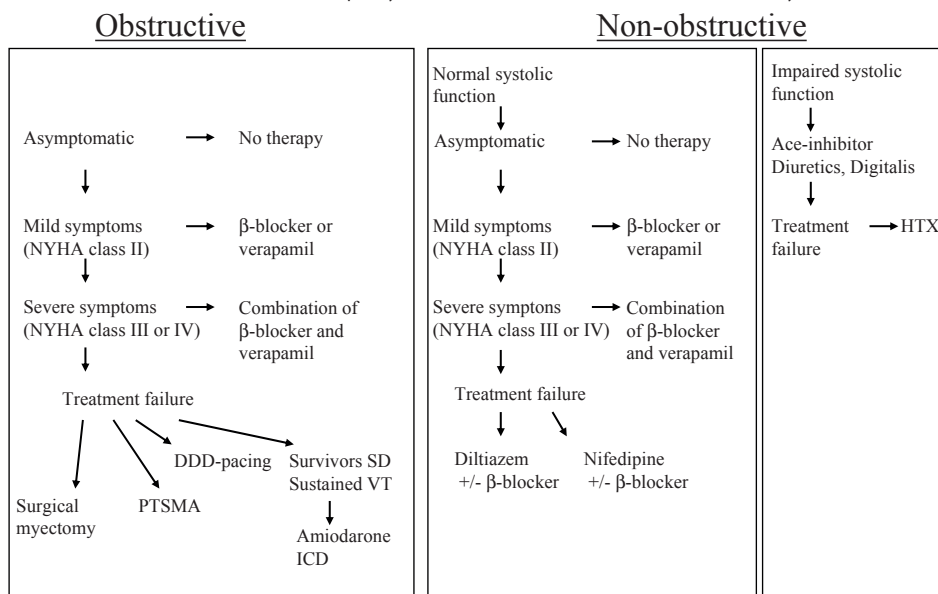 Obstructive
Asymptomatic
No therapy
Mild symptoms
(NYHA class II)
β-blocker or
verapamil
Severe symptoms
(NYHA class III or IV)
Combination of
β-blocker and
verapamil
Treatment failure
Surgical
myectomy
PTSMA
DDD-pacing
Survivors SD
Sustained VT
Amiodarone
ICD
Non-obstructive
Normal systolic
function
Asymptomatic
No therapy
Mild symptoms
(NYHA class II)
β-blocker or
verapamil
Severe symptons
(NYHA class III or IV)
Combination
of β-blocker
and verapamil
Treatment failure
Diltiazem
+/- β-blocker
Nifedipine
+/- β-blocker
Impaired systolic
function
Ace-inhibitor
Diuretics, Digitalis
Treatment
failure
HTX